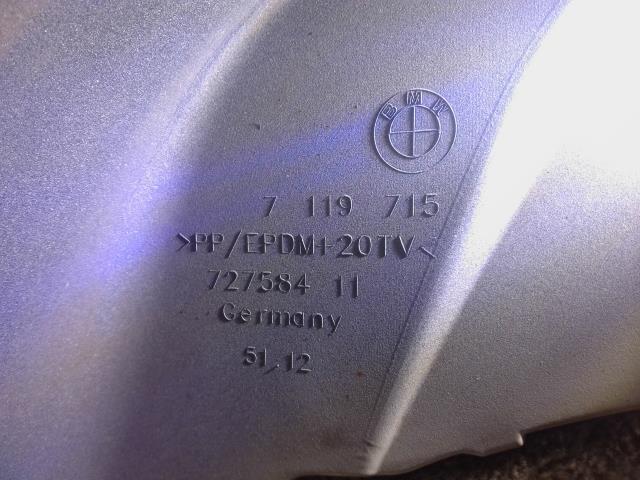 BMW
7 119 715
>PP/EPDM+20TV<
727584 11
Germany
51.12